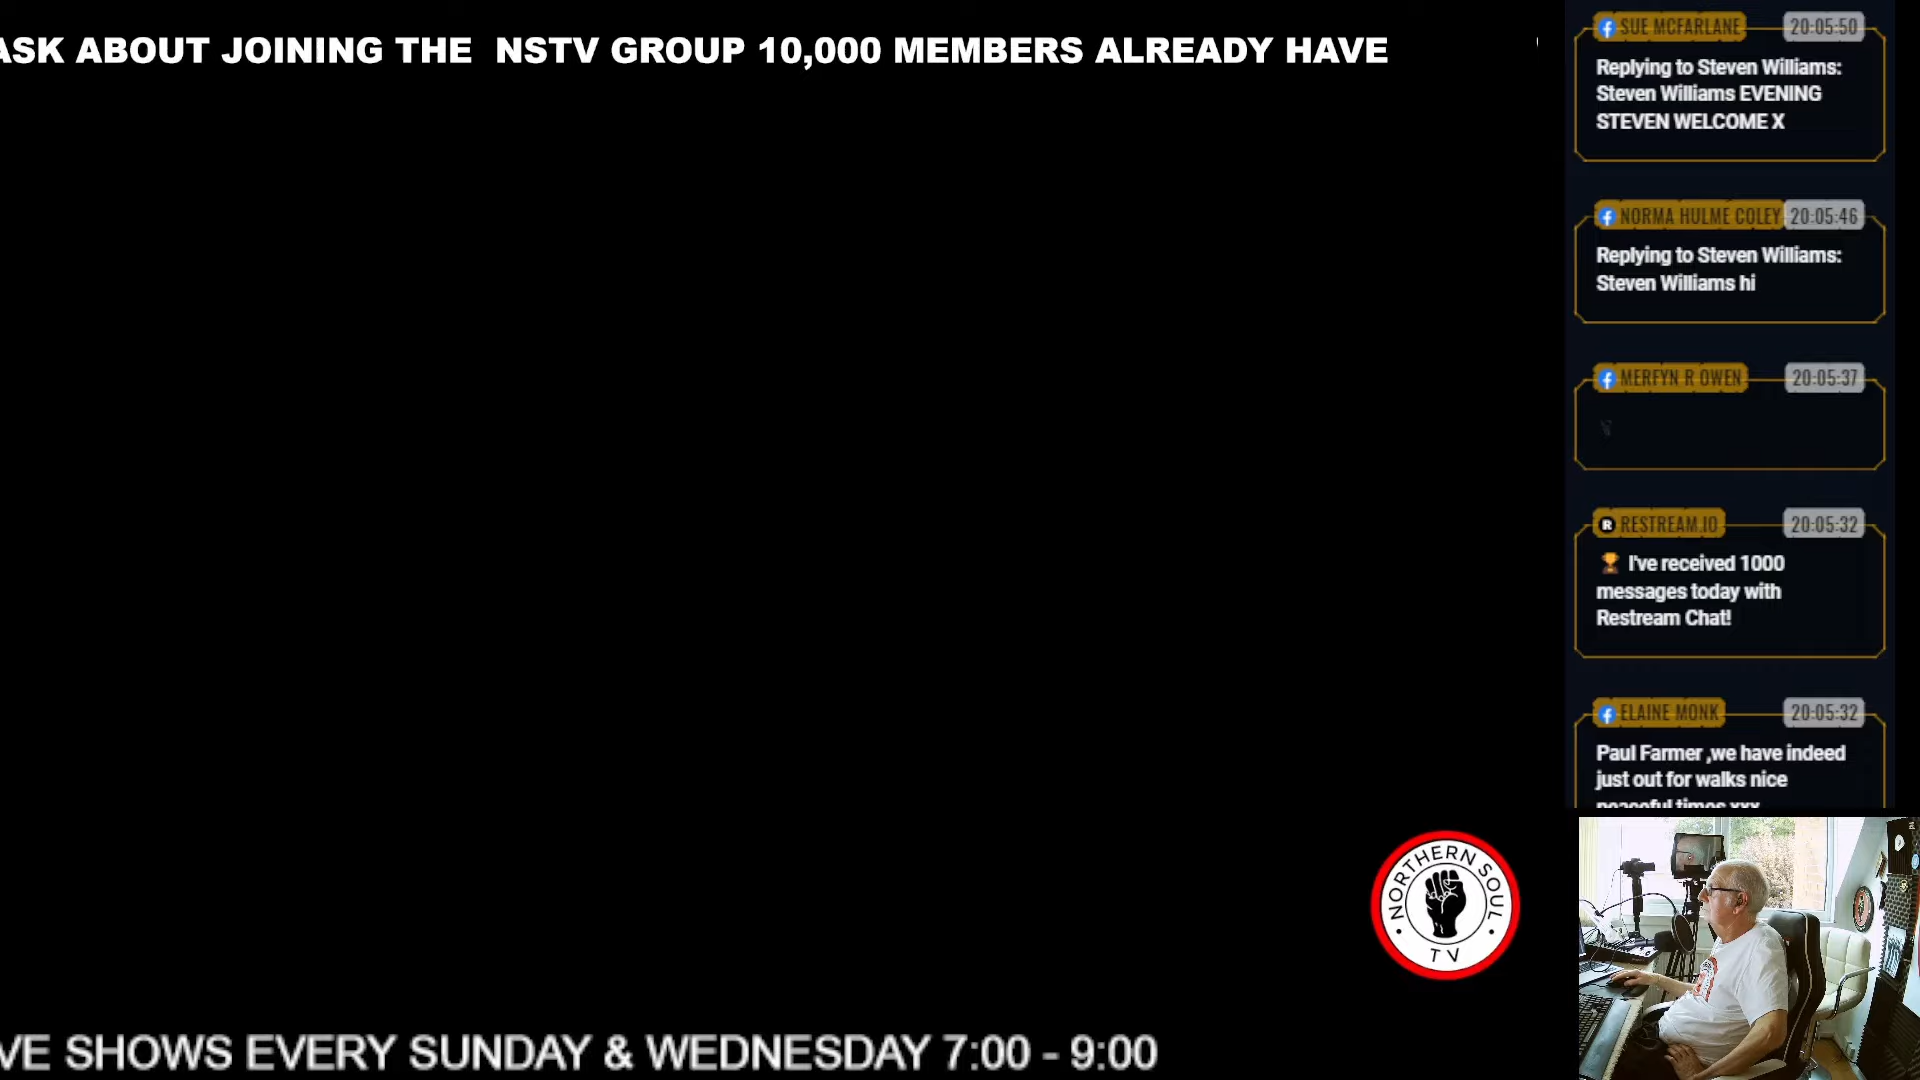 ASK ABOUT JOINING THE NSTV GROUP 10,000 MEMBERS ALREADY HAVE
SUE MCFARLANE 20:05:50
Replying to Steven Williams:
Steven Williams EVENING
STEVEN WELCOME X
NORMA HULME COLEY 20:05:46
Replying to Steven Williams:
Steven Williams hi
MERFYN R OWEN 20:05:37
RESTREAM.IO 20:05:32
🏆 I've received 1000
messages today with
Restream Chat!
ELAINE MONK 20:05:32
Paul Farmer ,we have indeed
just out for walks nice
peaceful times xxx
NORTHERN SOUL
TV
VE SHOWS EVERY SUNDAY & WEDNESDAY 7:00 - 9:00